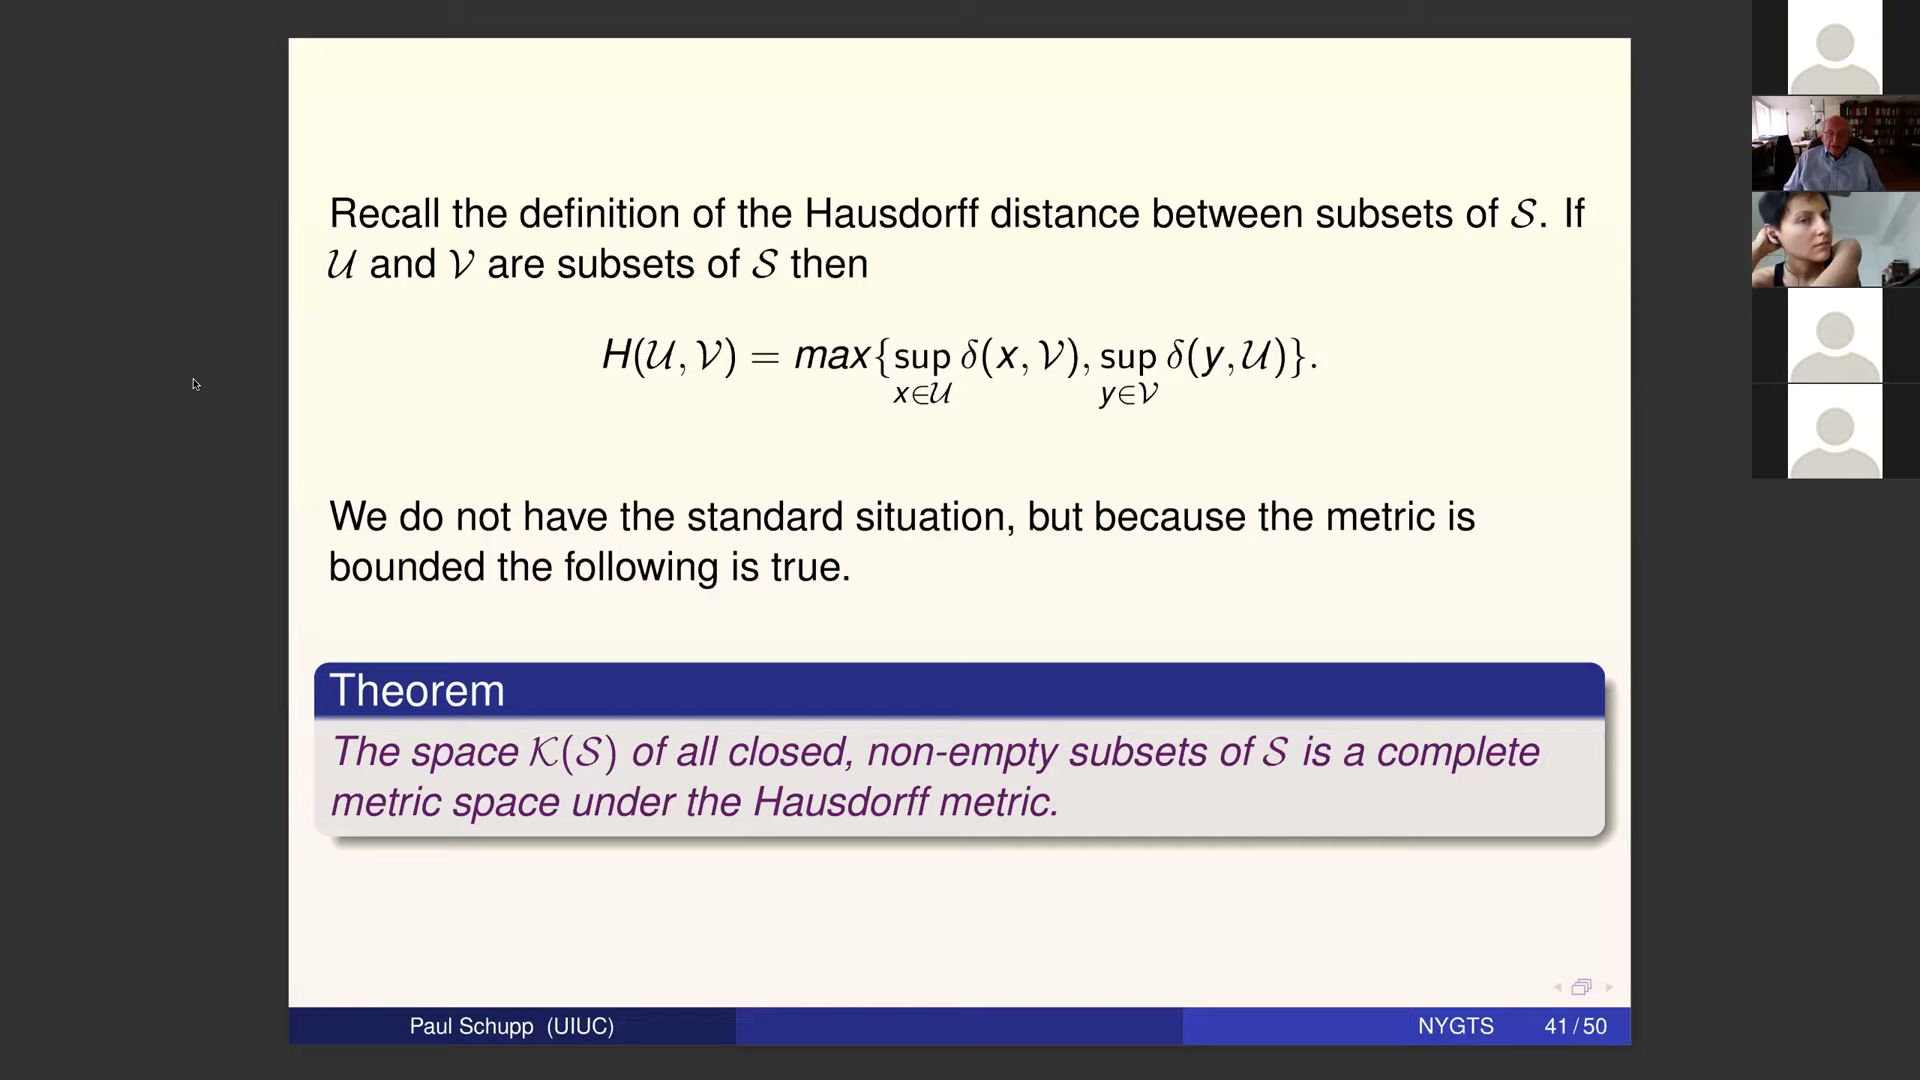 Recall the definition of the Hausdorff distance between subsets of 𝒮. If
𝒰 and 𝒱 are subsets of 𝒮 then
H(𝒰, 𝒱) = max{sup δ(x, 𝒱), sup δ(y, 𝒰)}.
x∈𝒰 y∈𝒱
We do not have the standard situation, but because the metric is
bounded the following is true.
Theorem
The space 𝒦(𝒮) of all closed, non-empty subsets of 𝒮 is a complete
metric space under the Hausdorff metric.
Paul Schupp (UIUC) NYGTS 41 / 50